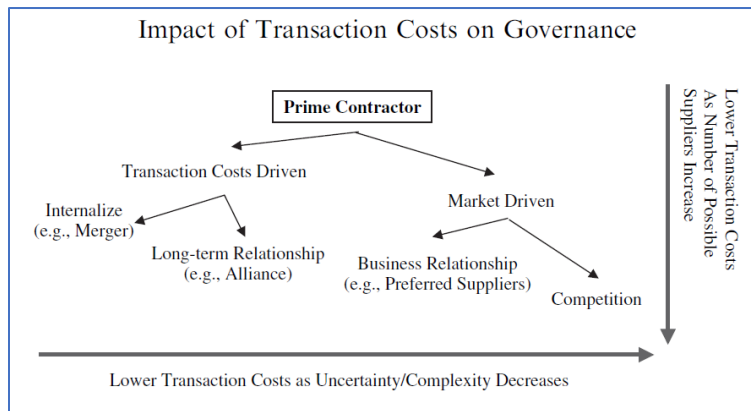 Impact of Transaction Costs on Governance
Prime Contractor
Transaction Costs Driven
Market Driven
Internalize
(e.g., Merger)
Long-term Relationship
(e.g., Alliance)
Business Relationship
(e.g., Preferred Suppliers)
Competition
Lower Transaction Costs
As Number of Possible
Suppliers Increase
Lower Transaction Costs as Uncertainty/Complexity Decreases